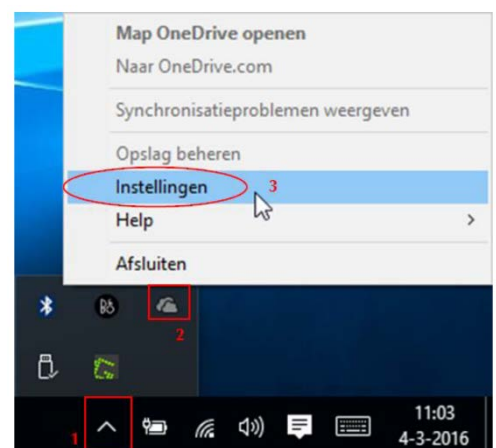 Map OneDrive openen
Naar OneDrive.com
Synchronisatieproblemen weergeven
Opslag beheren
Instellingen 3
Help
Afsluiten
B&
2
1
11:03
4-3-2016